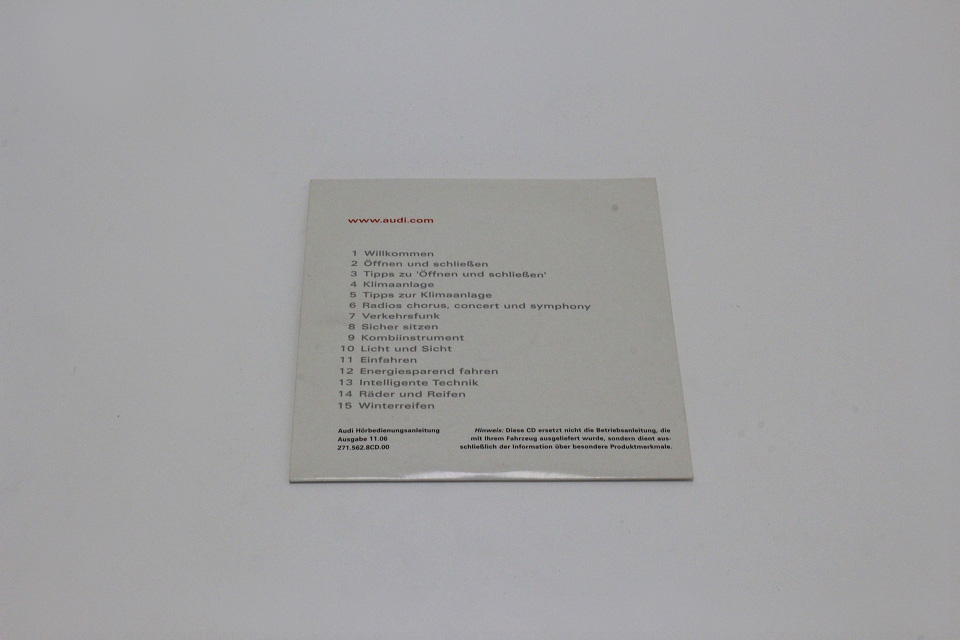 www.audi.com
1 Willkommen
2 Öffnen und schließen
3 Tipps zu 'Öffnen und schließen'
4 Klimaanlage
5 Tipps zur Klimaanlage
6 Radios chorus, concert und symphony
7 Verkehrsfunk
8 Sicher sitzen
9 Kombiinstrument
10 Licht und Sicht
11 Einfahren
12 Energiesparend fahren
13 Intelligente Technik
14 Räder und Reifen
15 Winterreifen
Audi Hörbedienungsanleitung
Ausgabe 11.06
271.562.8CD.00
Hinweis: Diese CD ersetzt nicht die Betriebsanleitung, die
mit Ihrem Fahrzeug ausgeliefert wurde, sondern dient aus-
schließlich der Information über besondere Produktmerkmale.